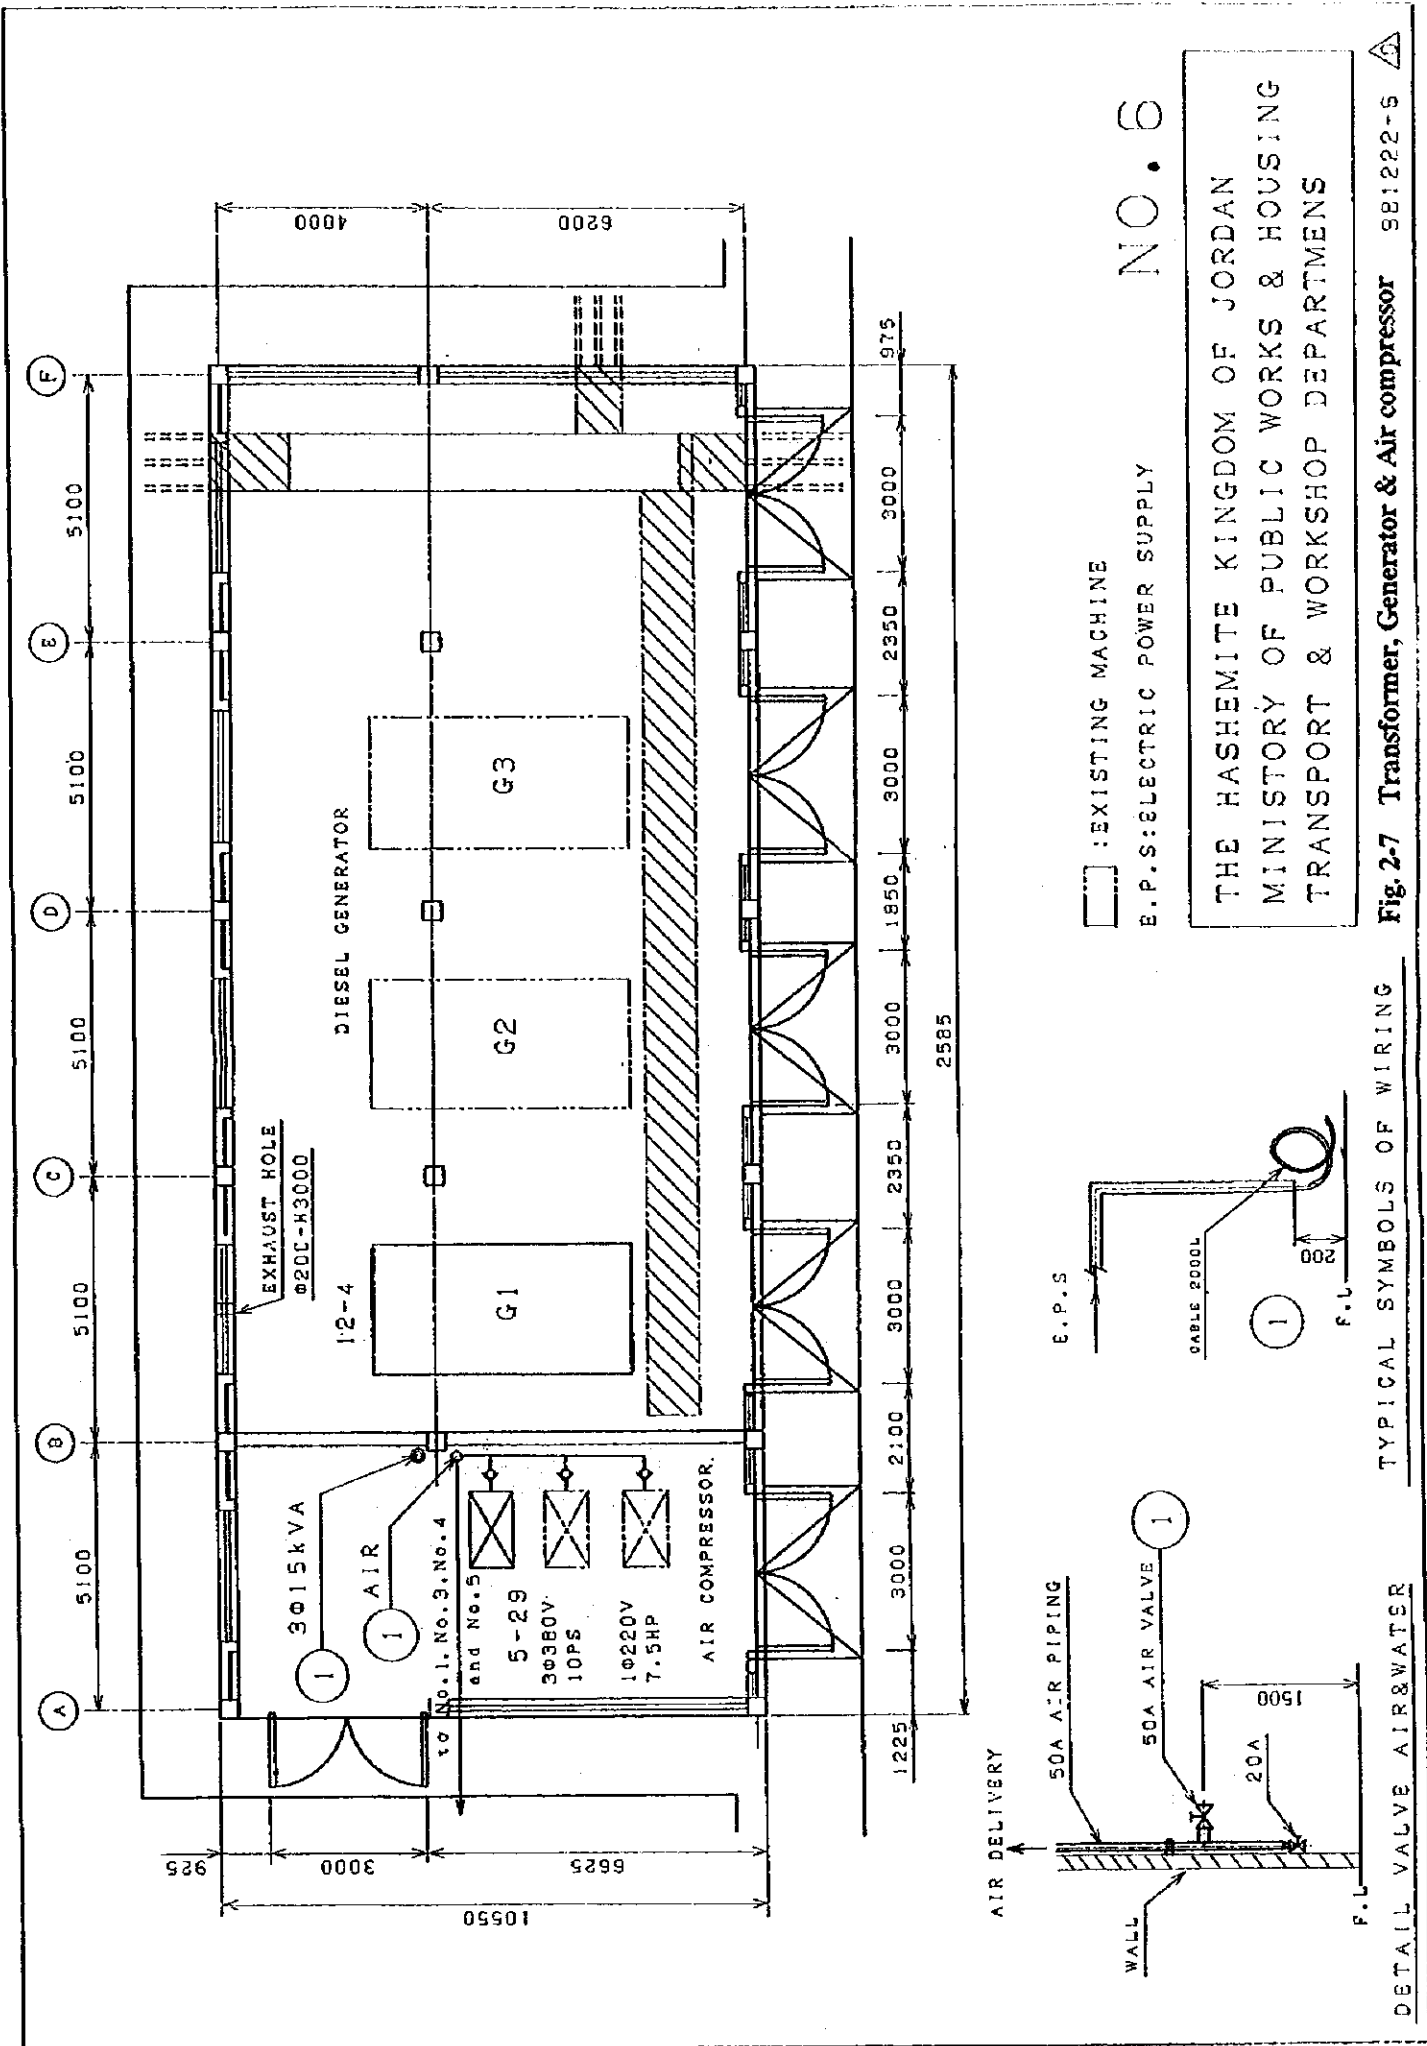 A
B
C
D
E
F
5100
5100
5100
5100
5100
925
3000
6625
10550
4000
6200
EXHAUST HOLE
Φ200-H3000
DIESEL GENERATOR
12-4
G1
G2
G3
3Φ15kVA
1
AIR
1
to No.1.No.3.No.4
and No.5
5-29
3Φ380V
10PS
1Φ220V
7.5HP
AIR COMPRESSOR.
1225
3000
2100
3000
2350
3000
1850
3000
2350
3000
975
2585
AIR DELIVERY
50A AIR PIPING
50A AIR VALVE
1
WALL
20A
1500
F.L
DETAIL VALVE AIR&WATER
E.P.S
CABLE 2000L
1
200
F.L
TYPICAL SYMBOLS OF WIRING
:EXISTING MACHINE
E.P.S:ELECTRIC POWER SUPPLY
NO.6
THE HASHEMITE KINGDOM OF JORDAN
MINISTORY OF PUBLIC WORKS & HOUSING
TRANSPORT & WORKSHOP DEPARTMENS
Fig. 2-7 Transformer, Generator & Air compressor
981222-S